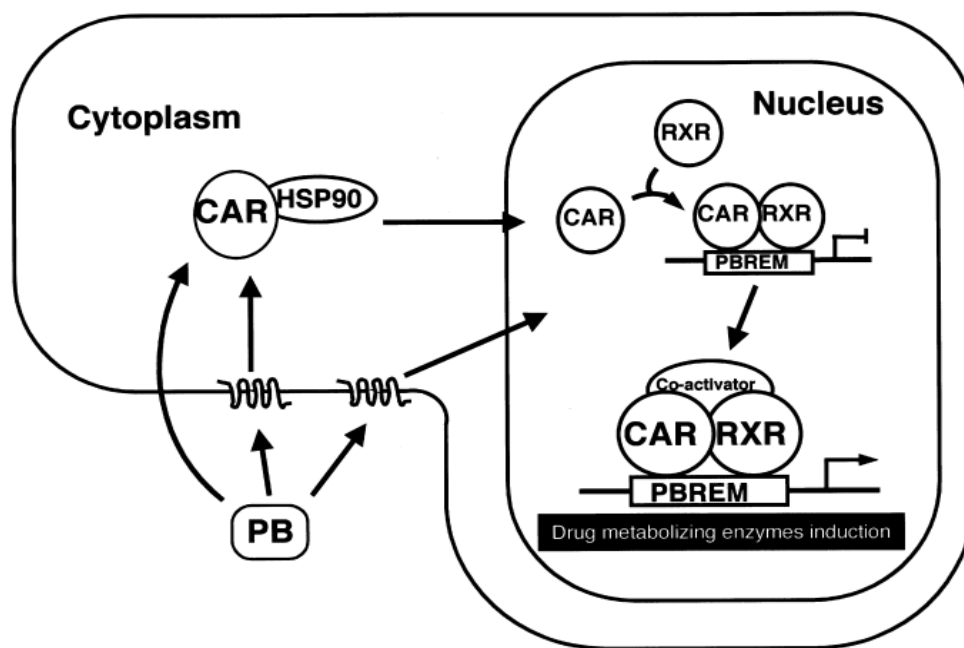 Cytoplasm
Nucleus
RXR
CAR
HSP90
CAR
CAR
RXR
PBREM
Co-activator
CAR
RXR
PBREM
PB
Drug metabolizing enzymes induction